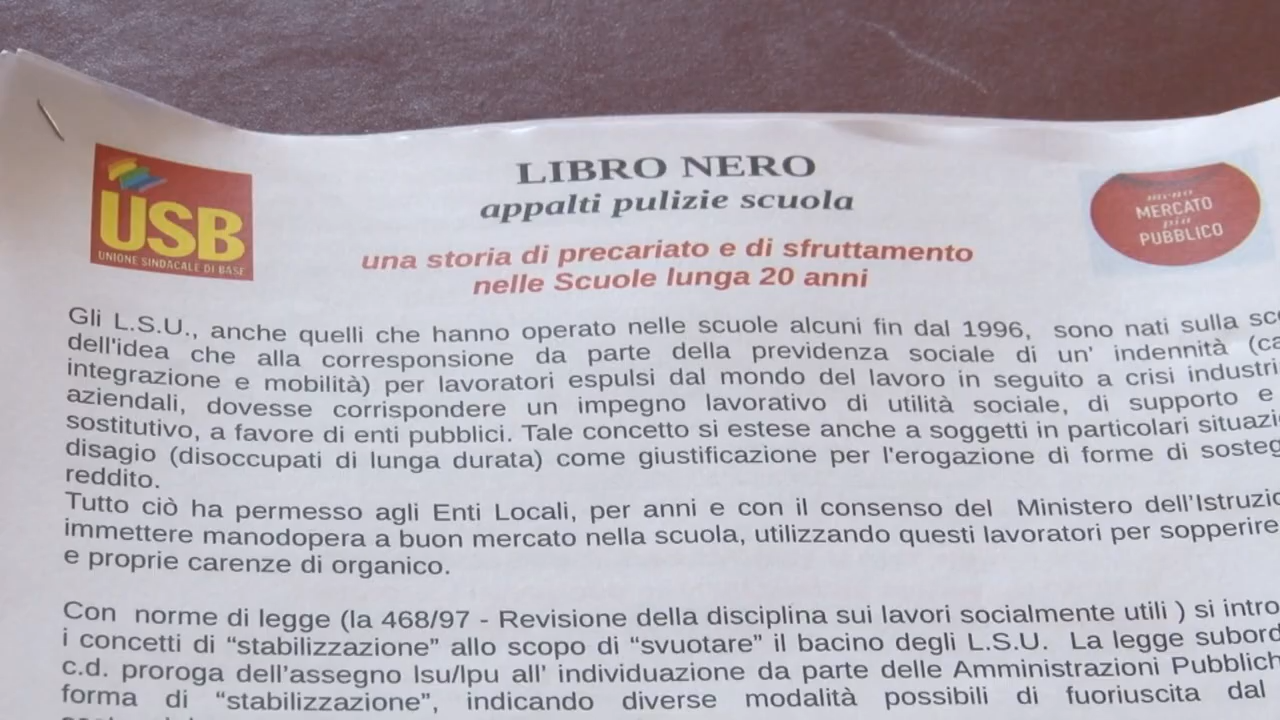 LIBRO NERO
appalti pulizie scuola
USB
UNIONE SINDACALE DI BASE
meno
MERCATO
più
PUBBLICO
una storia di precariato e di sfruttamento
nelle Scuole lunga 20 anni
Gli L.S.U., anche quelli che hanno operato nelle scuole alcuni fin dal 1996, sono nati sulla
dell'idea che alla corresponsione da parte della previdenza sociale di un' indennità
integrazione e mobilità) per lavoratori espulsi dal mondo del lavoro in seguito a crisi
aziendali, dovesse corrispondere un impegno lavorativo di utilità sociale, di supporto e
sostitutivo, a favore di enti pubblici. Tale concetto si estese anche a soggetti in particolari
disagio (disoccupati di lunga durata) come giustificazione per l'erogazione di forme di
reddito.
Tutto ciò ha permesso agli Enti Locali, per anni e con il consenso del Ministero
immettere manodopera a buon mercato nella scuola, utilizzando questi lavoratori per sopperire
e proprie carenze di organico.
Con norme di legge (la 468/97 - Revisione della disciplina sui lavori socialmente utili ) si
i concetti di “stabilizzazione” allo scopo di “svuotare” il bacino degli L.S.U. La legge
c.d. proroga dell’assegno lsu/lpu all' individuazione da parte delle Amministrazioni
forma di “stabilizzazione”, indicando diverse modalità possibili di fuoriuscita dal